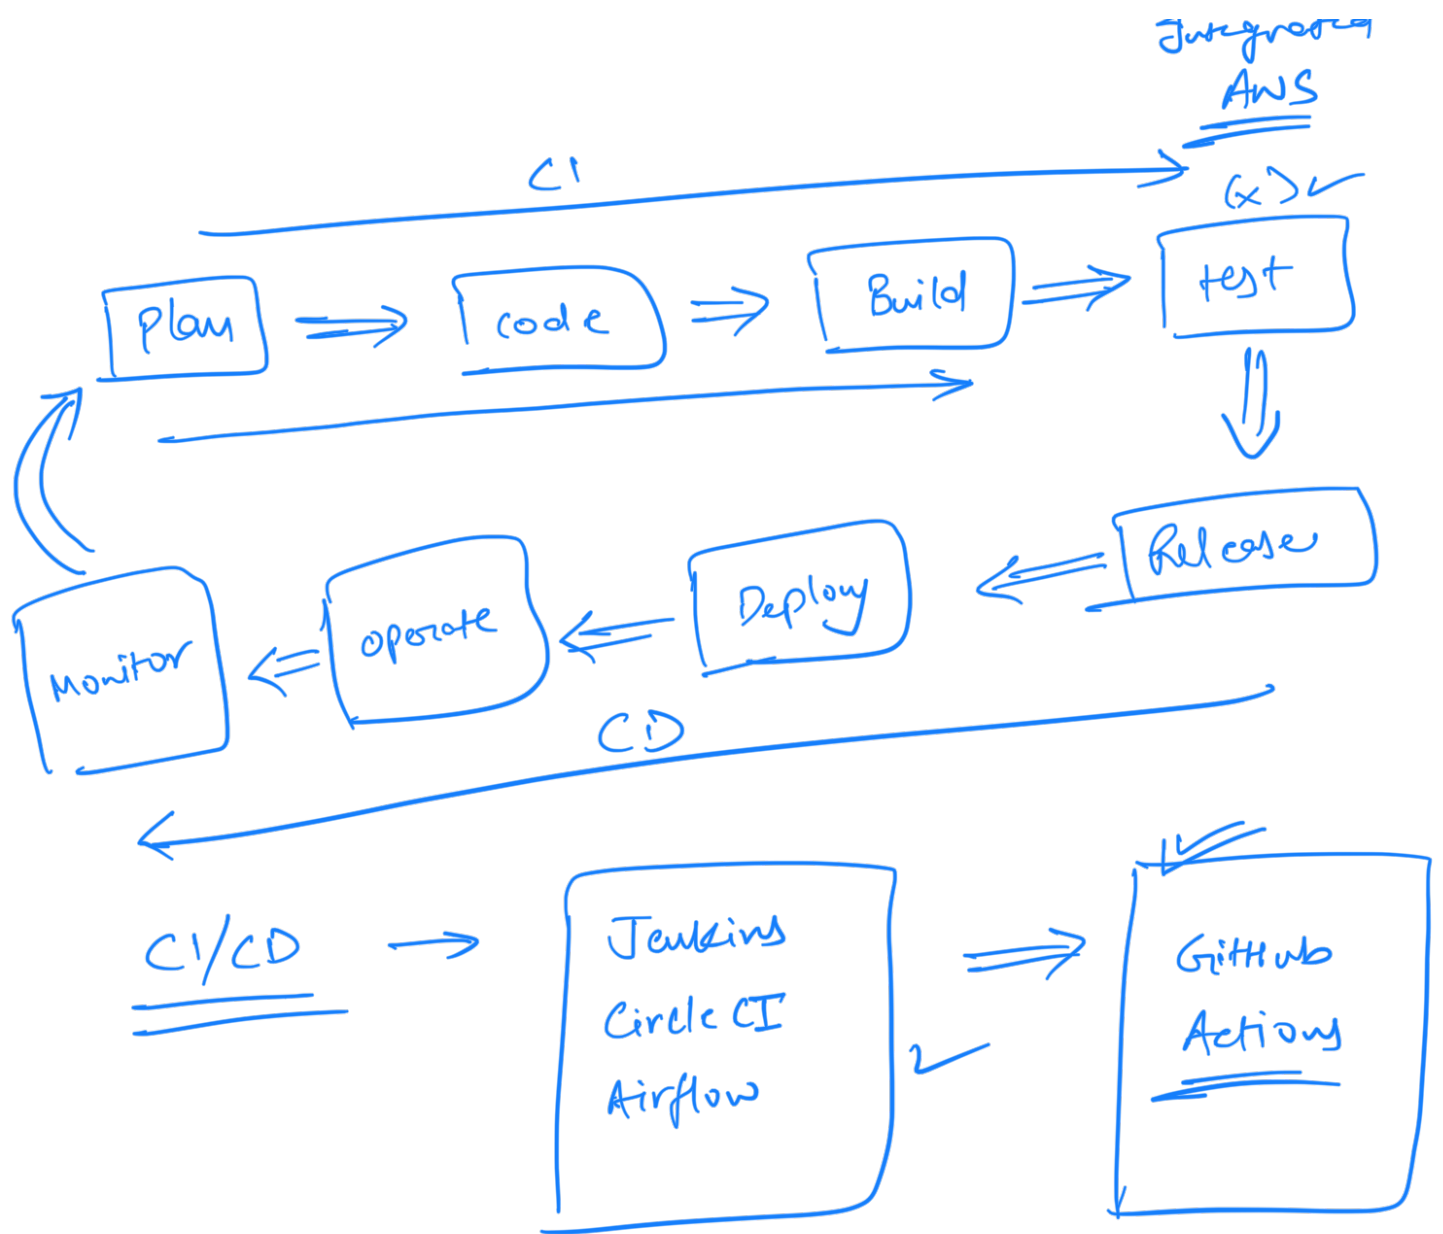 AWS
CI
(x)
Plan
code
Build
test
Release
Deploy
operate
Monitor
CD
CI/CD
Jenkins
Circle CI
Airflow
GitHub
Actions